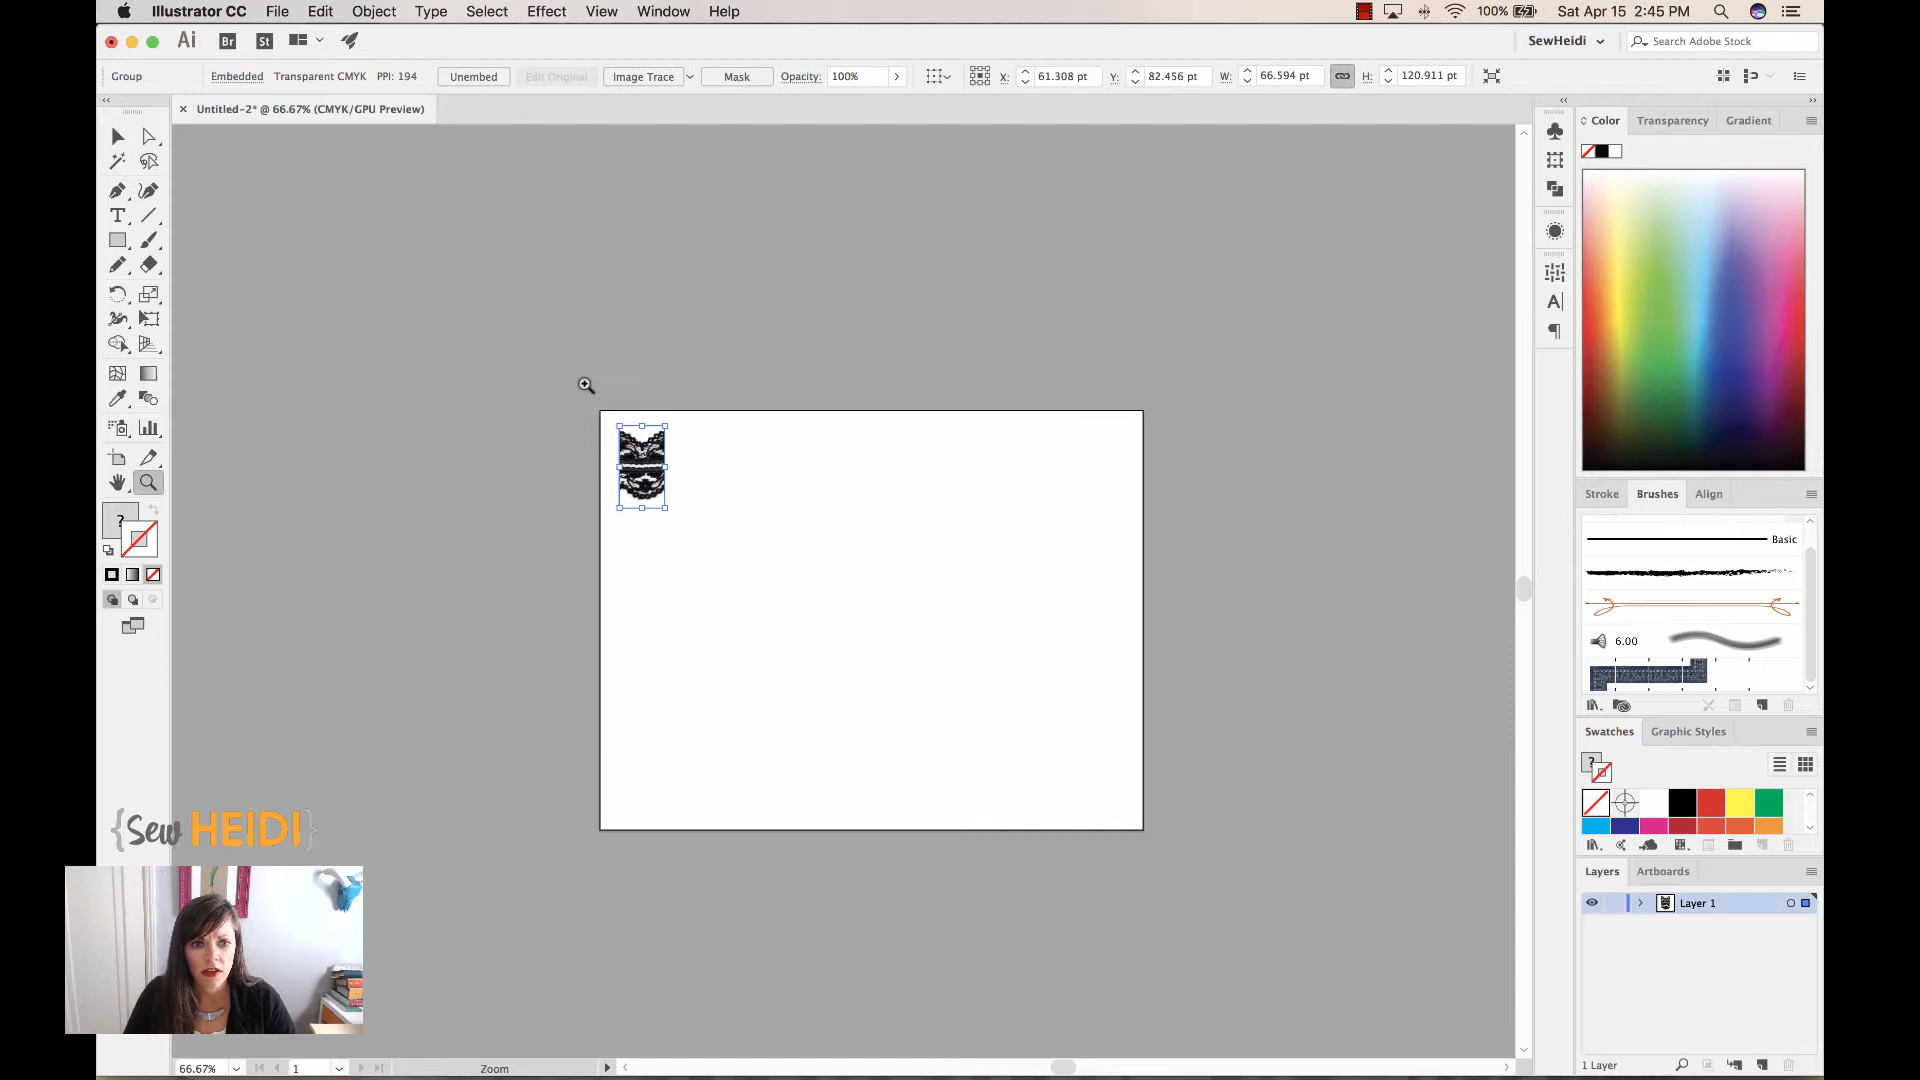 Illustrator CC File Edit Object Type Select Effect View Window Help 100% Sat Apr 15 2:45 PM
Ai Br St SewHeidi Search Adobe Stock
Group Embedded Transparent CMYK PPI: 194 Unembed Edit Original Image Trace Mask Opacity: 100% X: 61.308 pt Y: 82.456 pt W: 66.594 pt H: 120.911 pt
Untitled-2* @ 66.67% (CMYK/GPU Preview)
Color Transparency Gradient
Stroke Brushes Align
Basic
6.00
Swatches Graphic Styles
?
?
{Sew HEIDI}
Layers Artboards
Layer 1
1 Layer
66.67% 1 Zoom